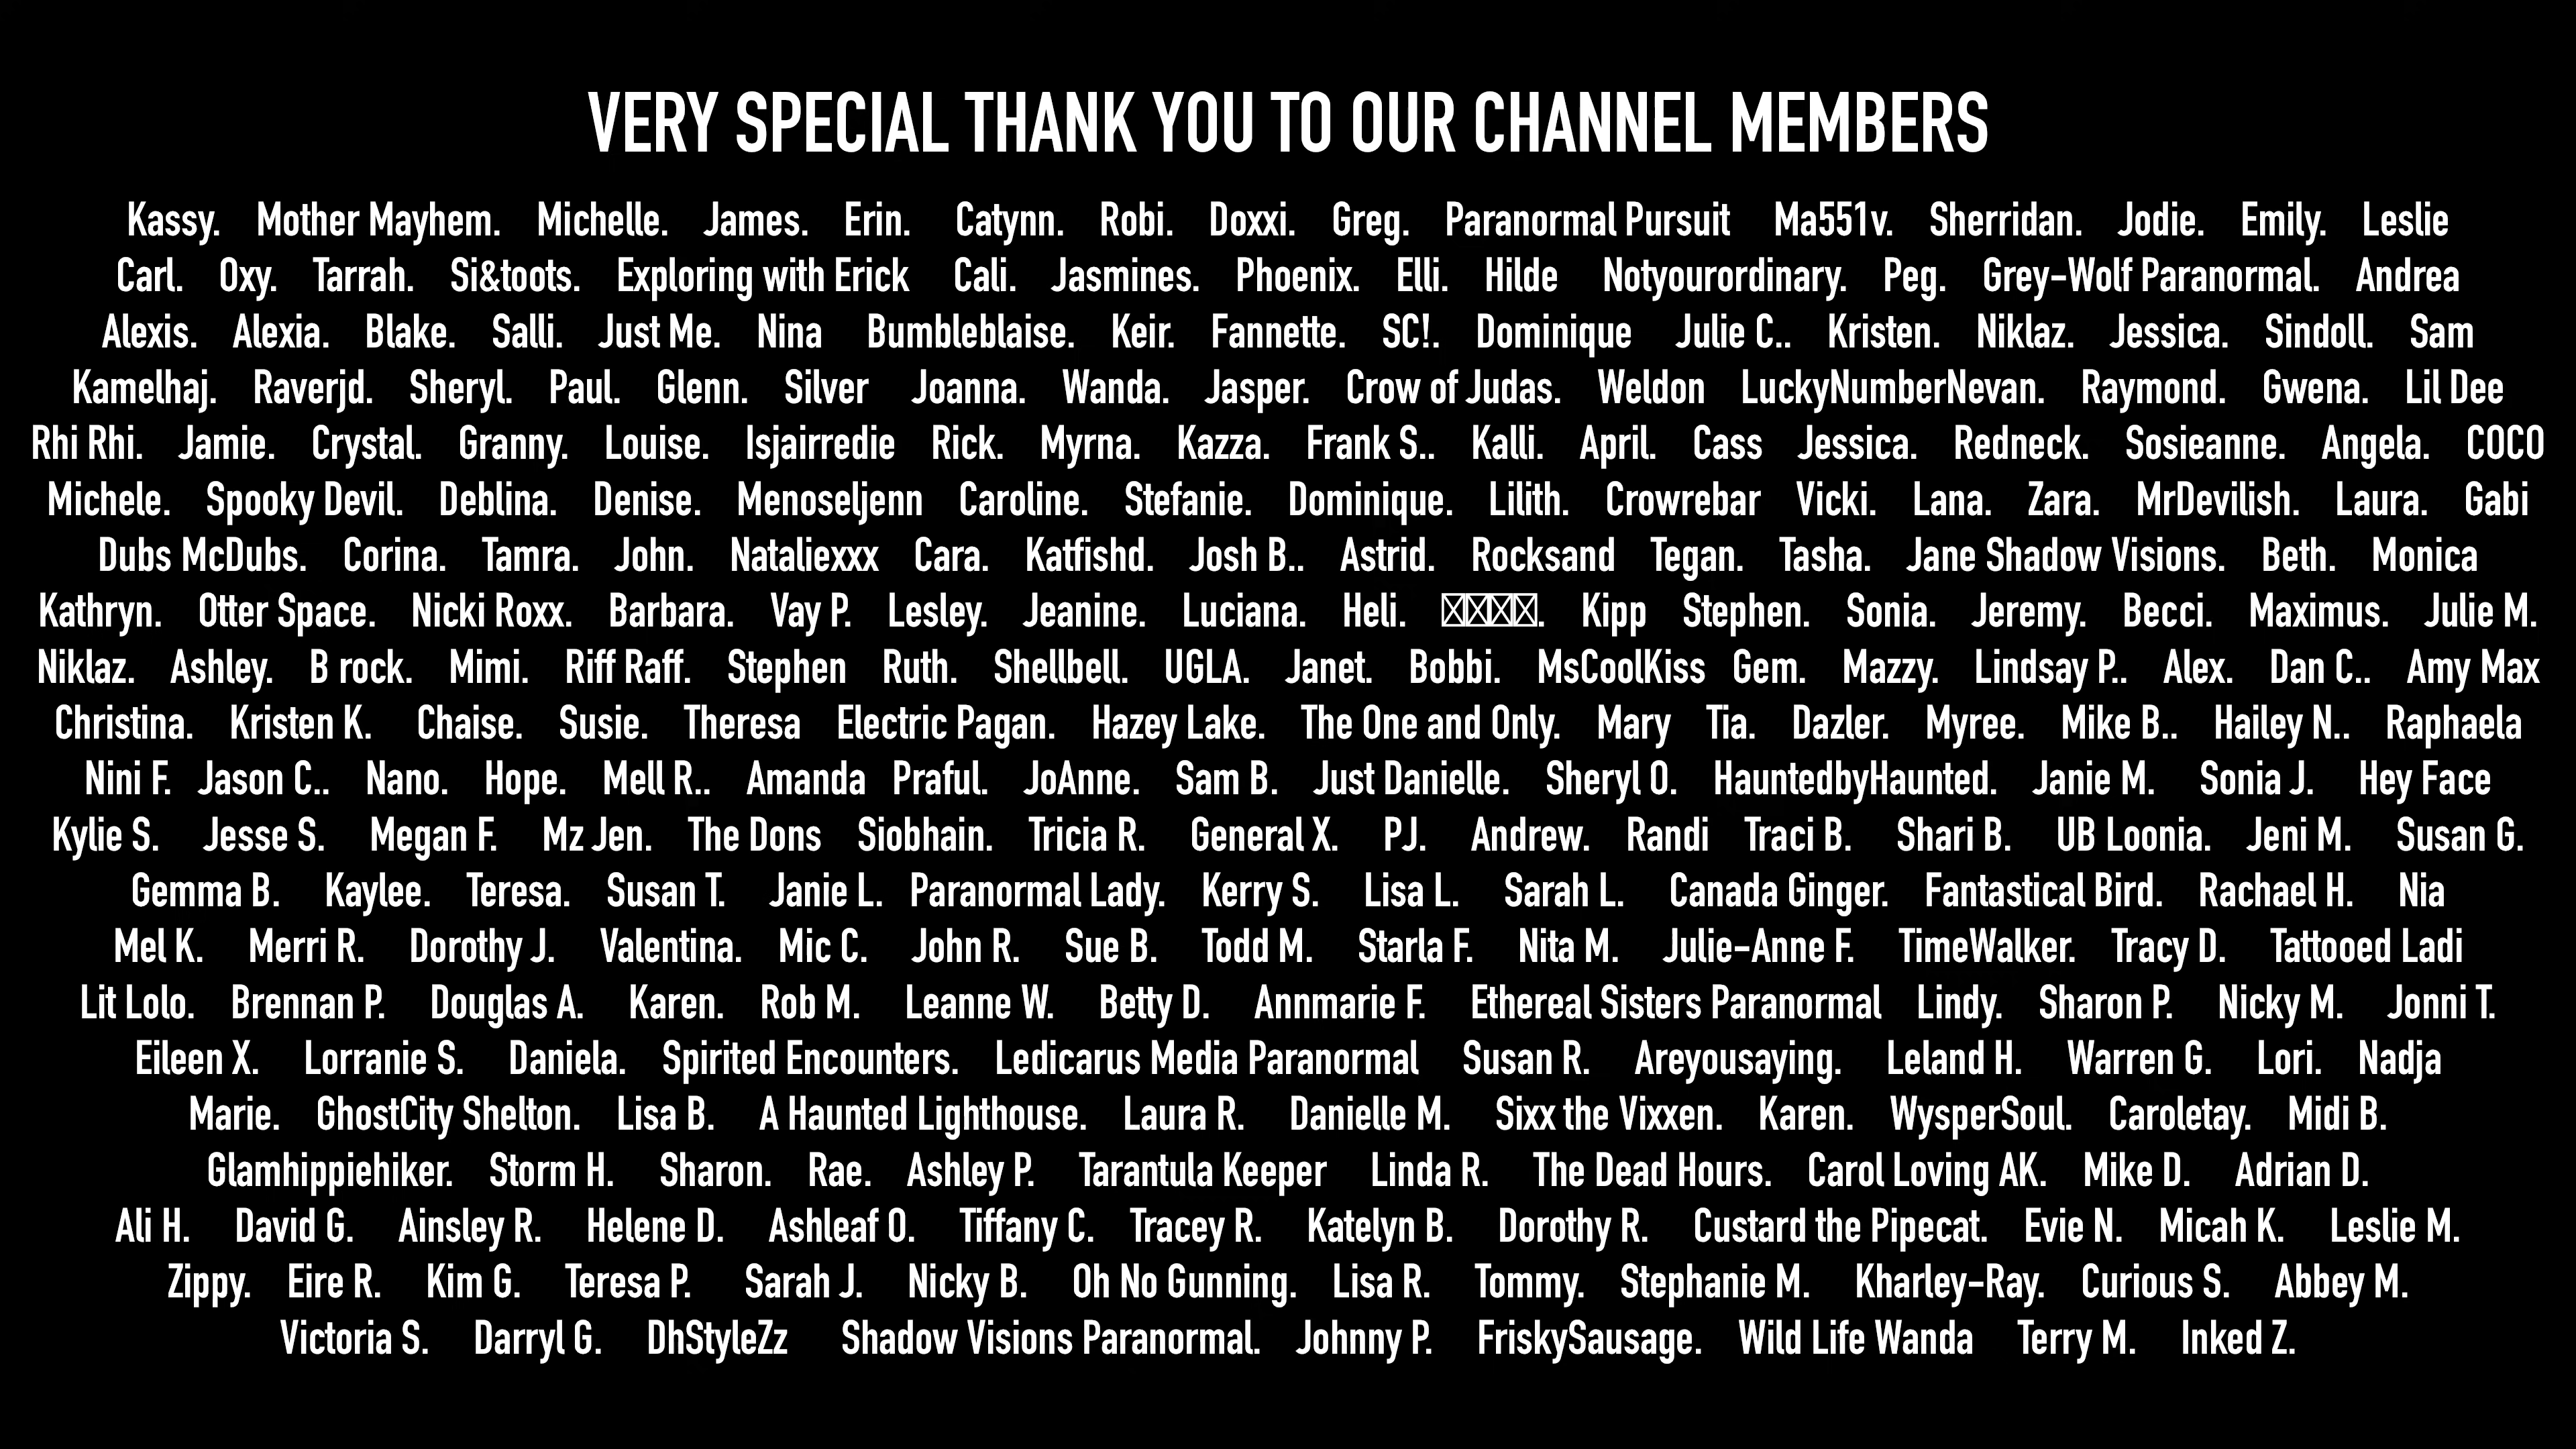 VERY SPECIAL THANK YOU TO OUR CHANNEL MEMBERS
Kassy. Mother Mayhem. Michelle. James. Erin. Catynn. Robi. Doxxi. Greg. Paranormal Pursuit Ma551v. Sherridan. Jodie. Emily. Leslie
Carl. Oxy. Tarrah. Si&toots. Exploring with Erick Cali. Jasmines. Phoenix. Elli. Hilde Notyourordinary. Peg. Grey-Wolf Paranormal. Andrea
Alexis. Alexia. Blake. Salli. Just Me. Nina Bumbleblaise. Keir. Fannette. SC!. Dominique Julie C.. Kristen. Niklaz. Jessica. Sindoll. Sam
Kamelhaj. Raverjd. Sheryl. Paul. Glenn. Silver Joanna. Wanda. Jasper. Crow of Judas. Weldon LuckyNumberNevan. Raymond. Gwena. Lil Dee
Rhi Rhi. Jamie. Crystal. Granny. Louise. Isjairredie Rick. Myrna. Kazza. Frank S.. Kalli. April. Cass Jessica. Redneck. Sosieanne. Angela. COCO
Michele. Spooky Devil. Deblina. Denise. Menoseljenn Caroline. Stefanie. Dominique. Lilith. Crowrebar Vicki. Lana. Zara. MrDevilish. Laura. Gabi
Dubs McDubs. Corina. Tamra. John. Nataliexxx Cara. Katfishd. Josh B.. Astrid. Rocksand Tegan. Tasha. Jane Shadow Visions. Beth. Monica
Kathryn. Otter Space. Nicki Roxx. Barbara. Vay P. Lesley. Jeanine. Luciana. Heli. Kipp Stephen. Sonia. Jeremy. Becci. Maximus. Julie M.
Niklaz. Ashley. B rock. Mimi. Riff Raff. Stephen Ruth. Shellbell. UGLA. Janet. Bobbi. MsCoolKiss Gem. Mazzy. Lindsay P.. Alex. Dan C.. Amy Max
Christina. Kristen K. Chaise. Susie. Theresa Electric Pagan. Hazey Lake. The One and Only. Mary Tia. Dazler. Myree. Mike B.. Hailey N.. Raphaela
Nini F. Jason C.. Nano. Hope. Mell R.. Amanda Praful. JoAnne. Sam B. Just Danielle. Sheryl O. HauntedbyHaunted. Janie M. Sonia J. Hey Face
Kylie S. Jesse S. Megan F. Mz Jen. The Dons Siobhain. Tricia R. General X. PJ. Andrew. Randi Traci B. Shari B. UB Loonia. Jeni M. Susan G.
Gemma B. Kaylee. Teresa. Susan T. Janie L. Paranormal Lady. Kerry S. Lisa L. Sarah L. Canada Ginger. Fantastical Bird. Rachael H. Nia
Mel K. Merri R. Dorothy J. Valentina. Mic C. John R. Sue B. Todd M. Starla F. Nita M. Julie-Anne F. TimeWalker. Tracy D. Tattooed Ladi
Lit Lolo. Brennan P. Douglas A. Karen. Rob M. Leanne W. Betty D. Annmarie F. Ethereal Sisters Paranormal Lindy. Sharon P. Nicky M. Jonni T.
Eileen X. Lorranie S. Daniela. Spirited Encounters. Ledicarus Media Paranormal Susan R. Areyousaying. Leland H. Warren G. Lori. Nadja
Marie. GhostCity Shelton. Lisa B. A Haunted Lighthouse. Laura R. Danielle M. Sixx the Vixxen. Karen. WysperSoul. Caroletay. Midi B.
Glamhippiehiker. Storm H. Sharon. Rae. Ashley P. Tarantula Keeper Linda R. The Dead Hours. Carol Loving AK. Mike D. Adrian D.
Ali H. David G. Ainsley R. Helene D. Ashleaf O. Tiffany C. Tracey R. Katelyn B. Dorothy R. Custard the Pipecat. Evie N. Micah K. Leslie M.
Zippy. Eire R. Kim G. Teresa P. Sarah J. Nicky B. Oh No Gunning. Lisa R. Tommy. Stephanie M. Kharley-Ray. Curious S. Abbey M.
Victoria S. Darryl G. DhStyleZz Shadow Visions Paranormal. Johnny P. FriskySausage. Wild Life Wanda Terry M. Inked Z.